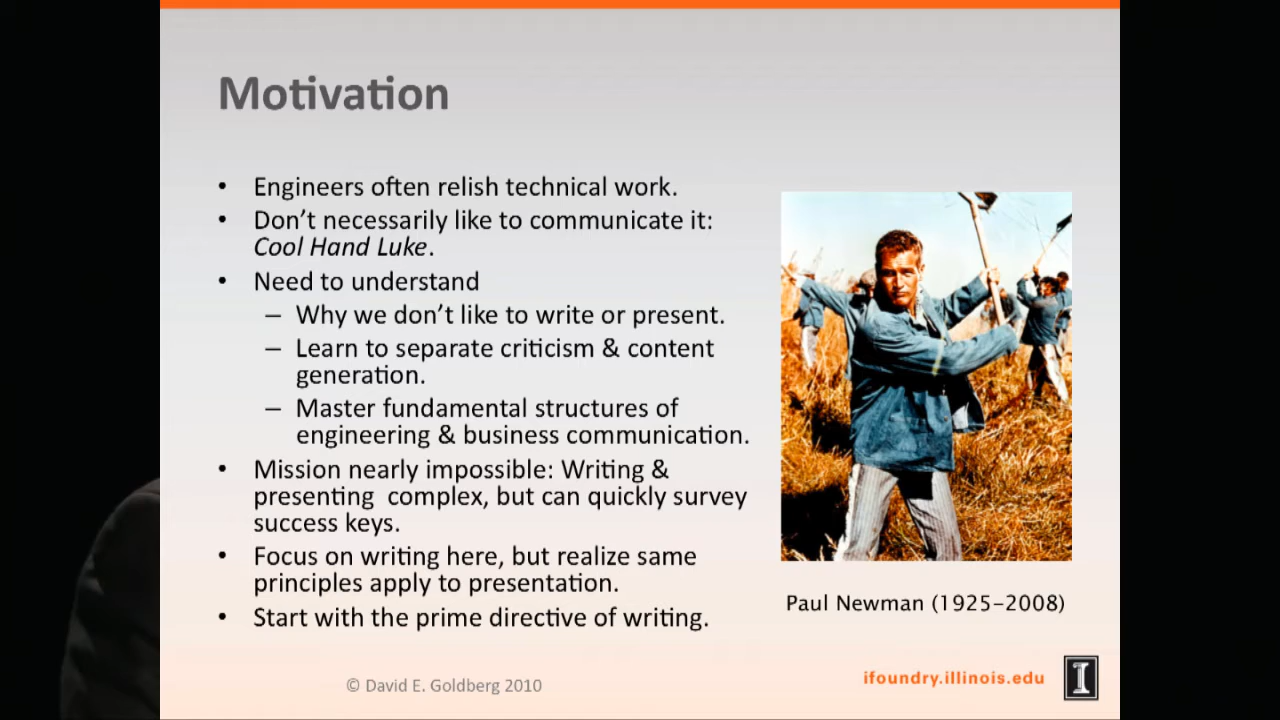 Motivation
• Engineers often relish technical work.
• Don't necessarily like to communicate it:
Cool Hand Luke.
• Need to understand
– Why we don't like to write or present.
– Learn to separate criticism & content
generation.
– Master fundamental structures of
engineering & business communication.
• Mission nearly impossible: Writing &
presenting complex, but can quickly survey
success keys.
• Focus on writing here, but realize same
principles apply to presentation.
• Start with the prime directive of writing.
Paul Newman (1925–2008)
© David E. Goldberg 2010
ifoundry.illinois.edu
I